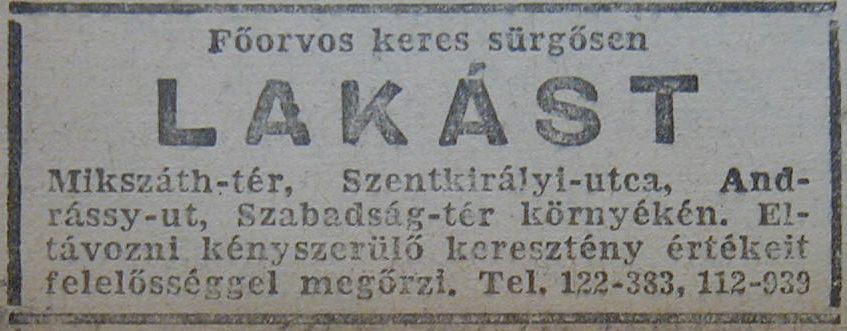 Főorvos keres sürgősen
LAKÁST
Mikszáth-tér, Szentkirályi-utca, And-
rássy-ut, Szabadság-tér környékén. El-
távozni kényszerülő keresztény értékeit
felelősséggel megőrzi. Tel. 122-383, 112-939